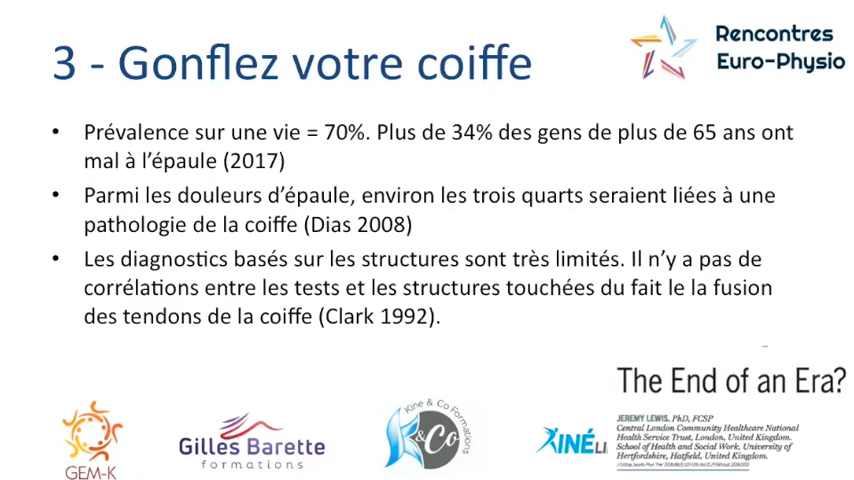 3 - Gonflez votre coiffe
Rencontres
Euro-Physio
• Prévalence sur une vie = 70%. Plus de 34% des gens de plus de 65 ans ont
mal à l'épaule (2017)
• Parmi les douleurs d'épaule, environ les trois quarts seraient liées à une
pathologie de la coiffe (Dias 2008)
• Les diagnostics basés sur les structures sont très limités. Il n'y a pas de
corrélations entre les tests et les structures touchées du fait le la fusion
des tendons de la coiffe (Clark 1992).
GEM-K
Gilles Barette
formations
Kiné & Co Formations
K&Co
KINÉLI
The End of an Era?
JEREMY LEWIS, PhD, FCSP
Central London Community Healthcare National
Health Service Trust, London, United Kingdom.
School of Health and Social Work, University of
Hertfordshire, Hatfield, United Kingdom.